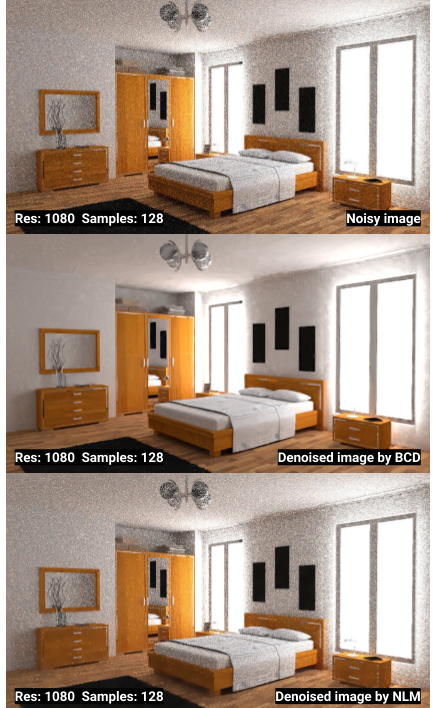 Res: 1080  Samples: 128
Noisy image
Res: 1080  Samples: 128
Denoised image by BCD
Res: 1080  Samples: 128
Denoised image by NLM